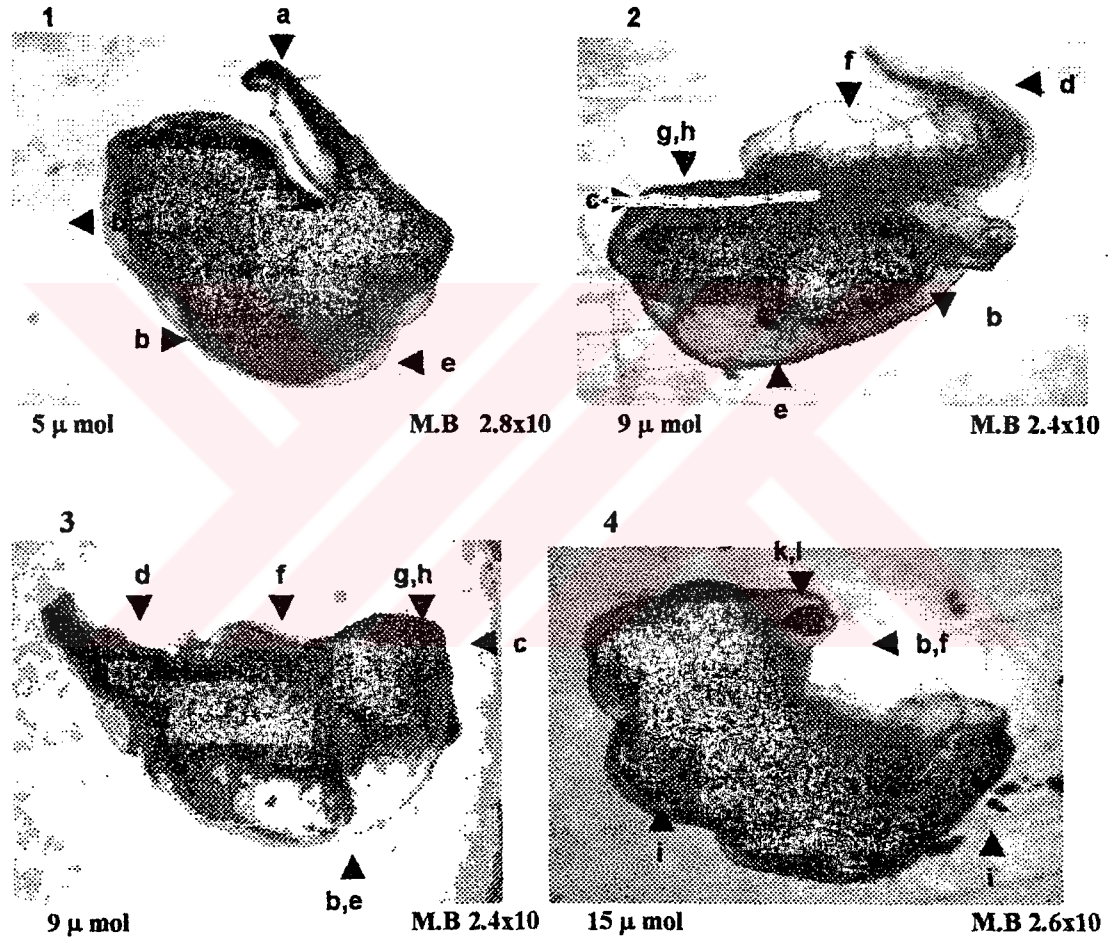 1
a
b
b
e
5 µ mol M.B 2.8x10
2
f
d
g,h
c
b
e
9 µ mol M.B 2.4x10
3
d f g,h
c
b,e
9 µ mol M.B 2.4x10
4
k,l
b,f
i
i
15 µ mol M.B 2.6x10